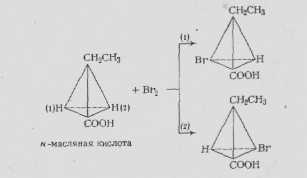 CH₂CH₃
(1)
Br H
COOH
CH₂CH₃
(1)H H(2)
COOH
+ Br₂
н-масляная кислота
CH₂CH₃
(2)
H Br
COOH